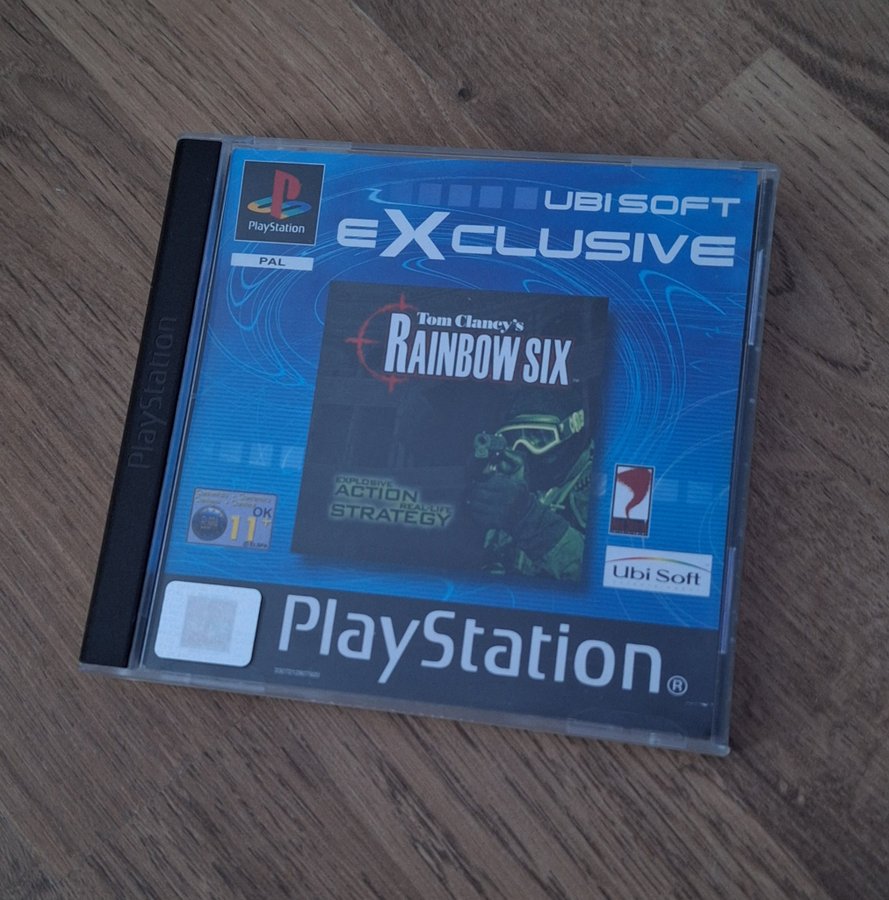 PlayStation
PlayStation
PAL
UBI SOFT
eXclusive
Tom Clancy's
RAINBOW SIX
EXPLOSIVE
ACTION
REAL-LIFE
STRATEGY
OK
11+
Ubi Soft
PlayStation®